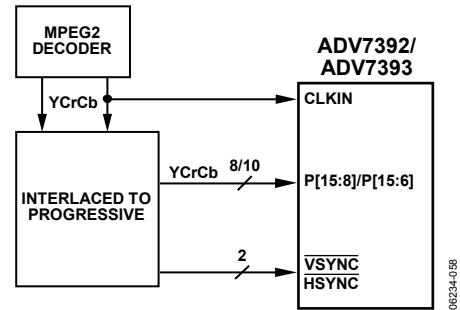 MPEG2
DECODER
ADV7392/
ADV7393
YCrCb
CLKIN
INTERLACED TO
PROGRESSIVE
YCrCb
8/10
P[15:8]/P[15:6]
2
VSYNC
HSYNC
06234-058